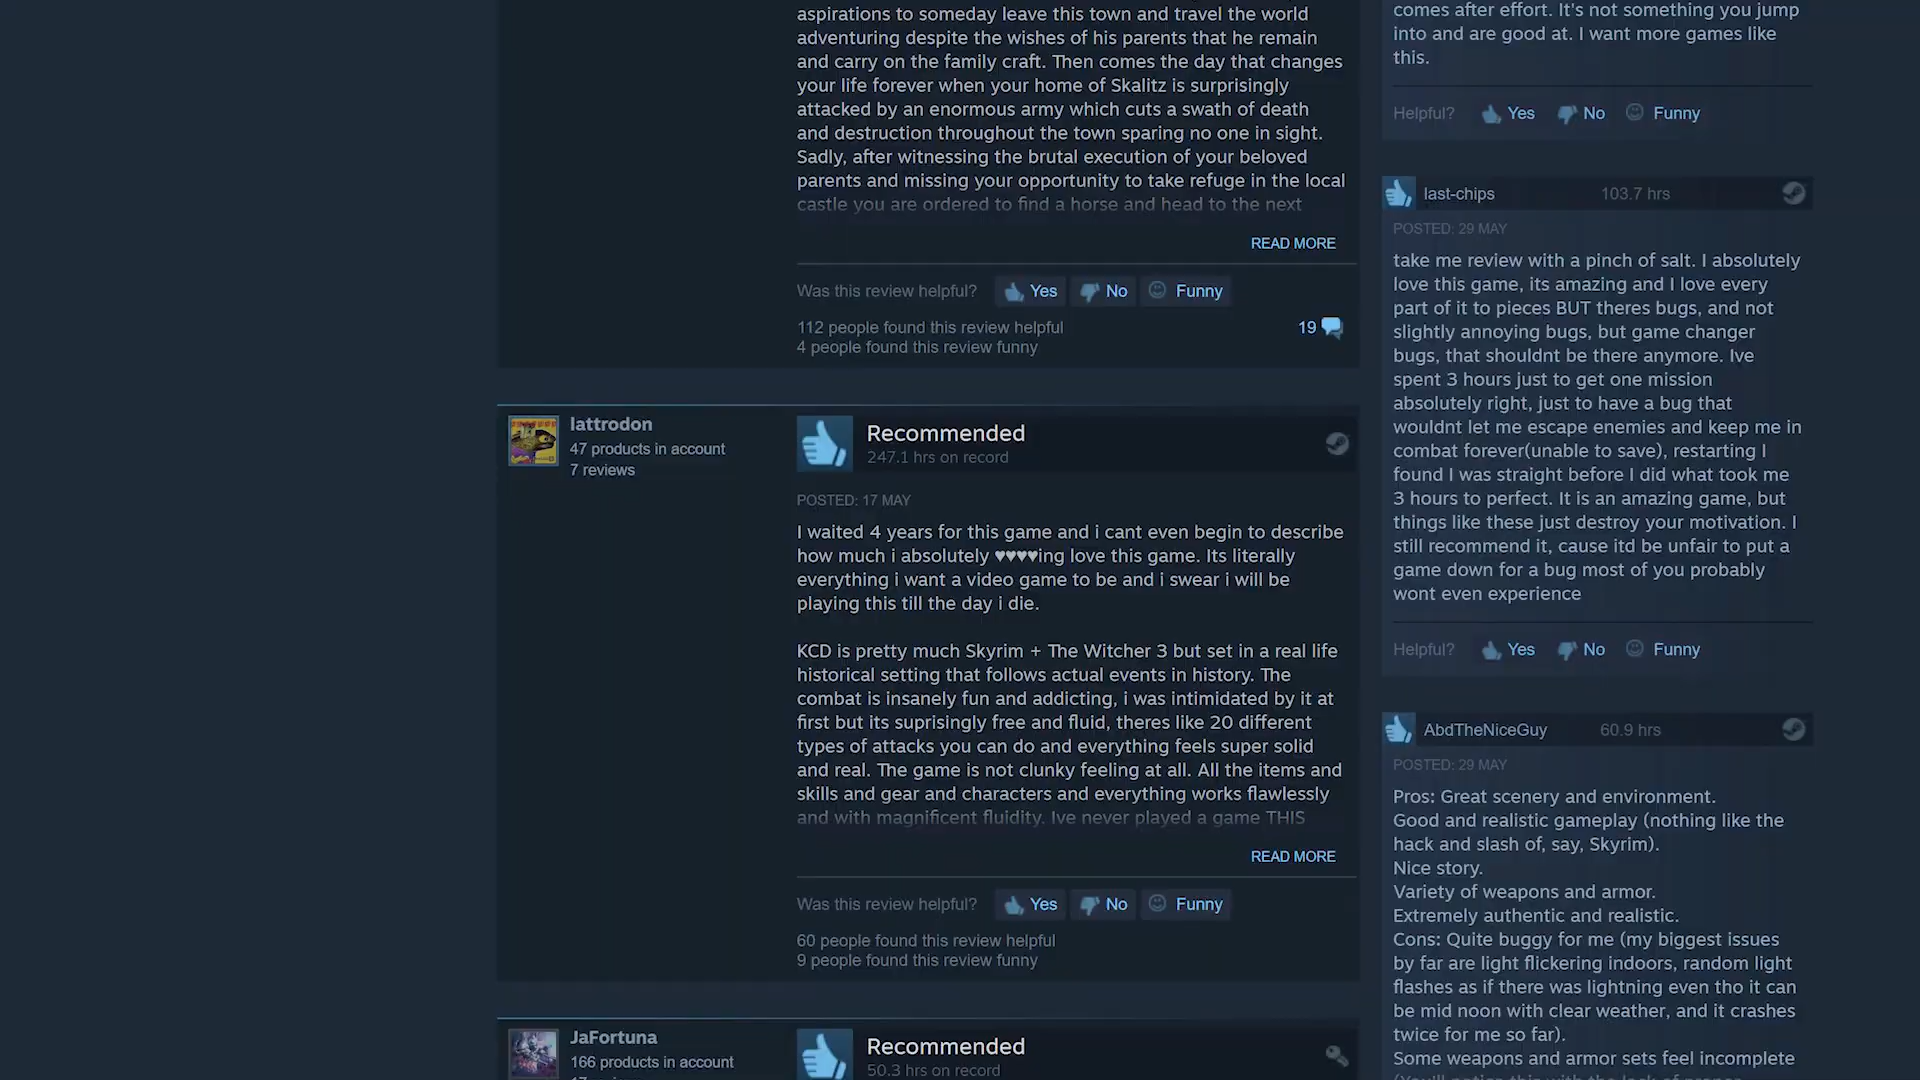 aspirations to someday leave this town and travel the world
adventuring despite the wishes of his parents that he remain
and carry on the family craft. Then comes the day that changes
your life forever when your home of Skalitz is surprisingly
attacked by an enormous army which cuts a swath of death
and destruction throughout the town sparing no one in sight.
Sadly, after witnessing the brutal execution of your beloved
parents and missing your opportunity to take refuge in the local
castle you are ordered to find a horse and head to the next
READ MORE
Was this review helpful? Yes No Funny
112 people found this review helpful
4 people found this review funny
19
lattrodon
47 products in account
7 reviews
Recommended
247.1 hrs on record
POSTED: 17 MAY
I waited 4 years for this game and i cant even begin to describe
how much i absolutely ♥♥♥♥ing love this game. Its literally
everything i want a video game to be and i swear i will be
playing this till the day i die.
KCD is pretty much Skyrim + The Witcher 3 but set in a real life
historical setting that follows actual events in history. The
combat is insanely fun and addicting, i was intimidated by it at
first but its suprisingly free and fluid, theres like 20 different
types of attacks you can do and everything feels super solid
and real. The game is not clunky feeling at all. All the items and
skills and gear and characters and everything works flawlessly
and with magnificent fluidity. Ive never played a game THIS
READ MORE
Was this review helpful? Yes No Funny
60 people found this review helpful
9 people found this review funny
JaFortuna
166 products in account
Recommended
50.3 hrs on record
comes after effort. It's not something you jump
into and are good at. I want more games like
this.
Helpful? Yes No Funny
last-chips 103.7 hrs
POSTED: 29 MAY
take me review with a pinch of salt. I absolutely
love this game, its amazing and I love every
part of it to pieces BUT theres bugs, and not
slightly annoying bugs, but game changer
bugs, that shouldnt be there anymore. Ive
spent 3 hours just to get one mission
absolutely right, just to have a bug that
wouldnt let me escape enemies and keep me in
combat forever(unable to save), restarting I
found I was straight before I did what took me
3 hours to perfect. It is an amazing game, but
things like these just destroy your motivation. I
still recommend it, cause itd be unfair to put a
game down for a bug most of you probably
wont even experience
Helpful? Yes No Funny
AbdTheNiceGuy 60.9 hrs
POSTED: 29 MAY
Pros: Great scenery and environment.
Good and realistic gameplay (nothing like the
hack and slash of, say, Skyrim).
Nice story.
Variety of weapons and armor.
Extremely authentic and realistic.
Cons: Quite buggy for me (my biggest issues
by far are light flickering indoors, random light
flashes as if there was lightning even tho it can
be mid noon with clear weather, and it crashes
twice for me so far).
Some weapons and armor sets feel incomplete